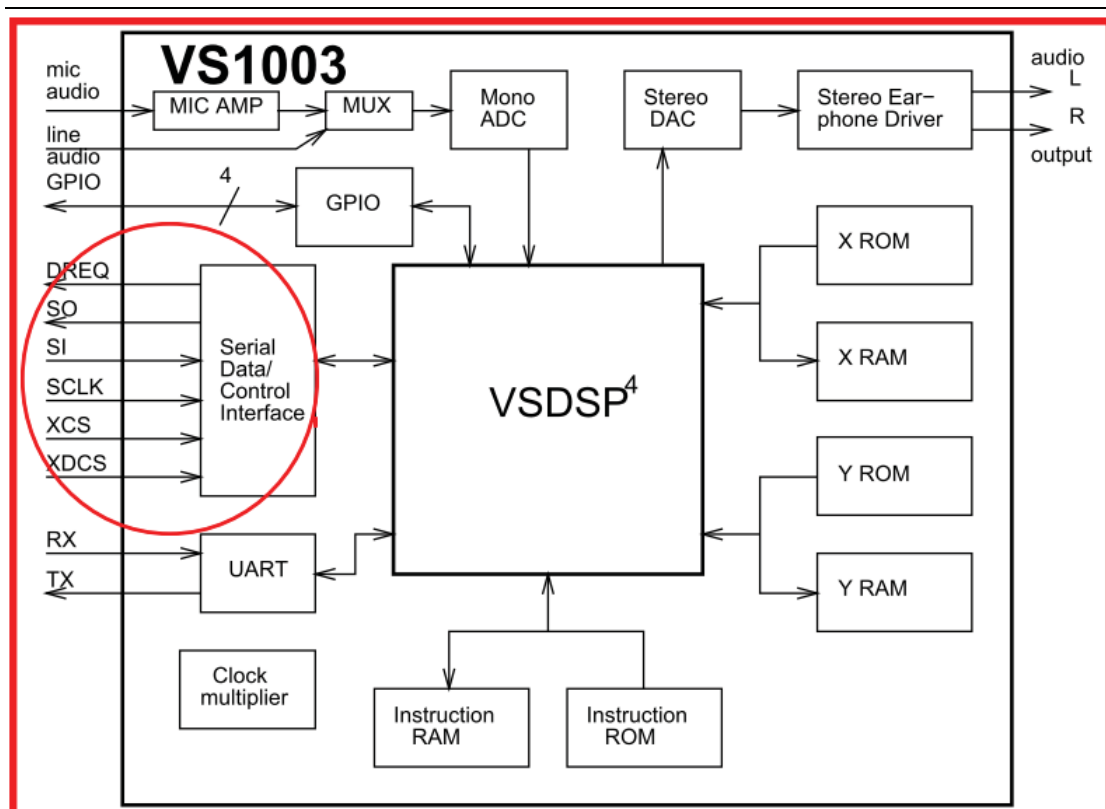 VS1003
mic
audio
MIC AMP
MUX
Mono
ADC
Stereo
DAC
Stereo Ear–
phone Driver
audio
L
R
output
line
audio
GPIO
4
GPIO
X ROM
DREQ
SO
SI
SCLK
XCS
XDCS
Serial
Data/
Control
Interface
VSDSP4
X RAM
Y ROM
RX
TX
UART
Y RAM
Clock
multiplier
Instruction
RAM
Instruction
ROM